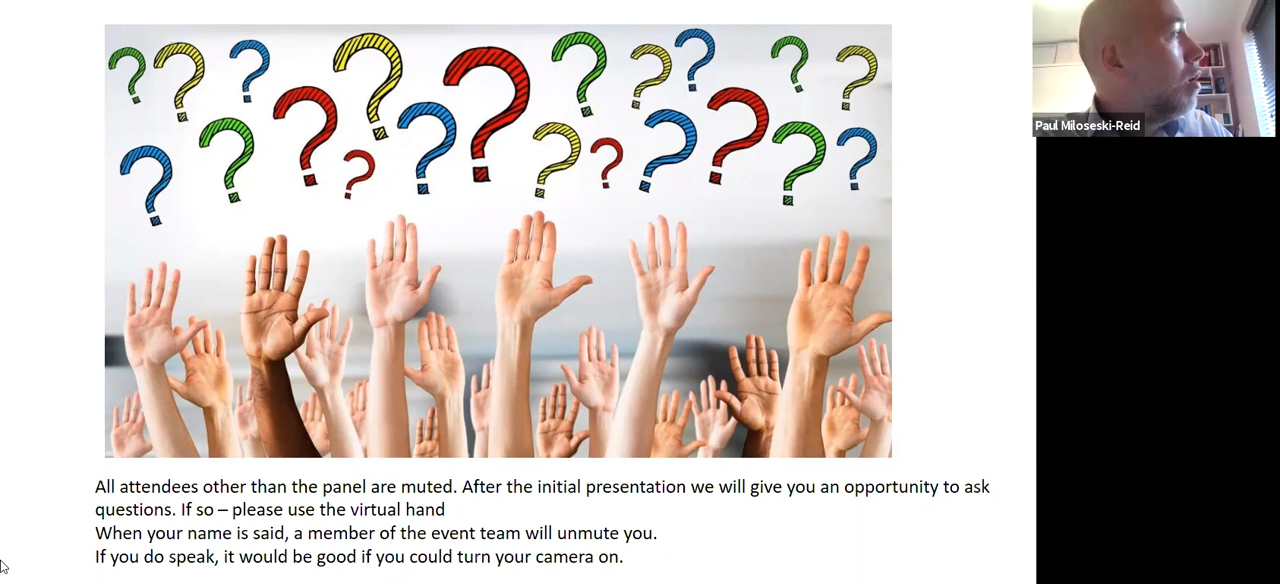 Paul Miloseski-Reid
All attendees other than the panel are muted. After the initial presentation we will give you an opportunity to ask
questions. If so – please use the virtual hand
When your name is said, a member of the event team will unmute you.
If you do speak, it would be good if you could turn your camera on.